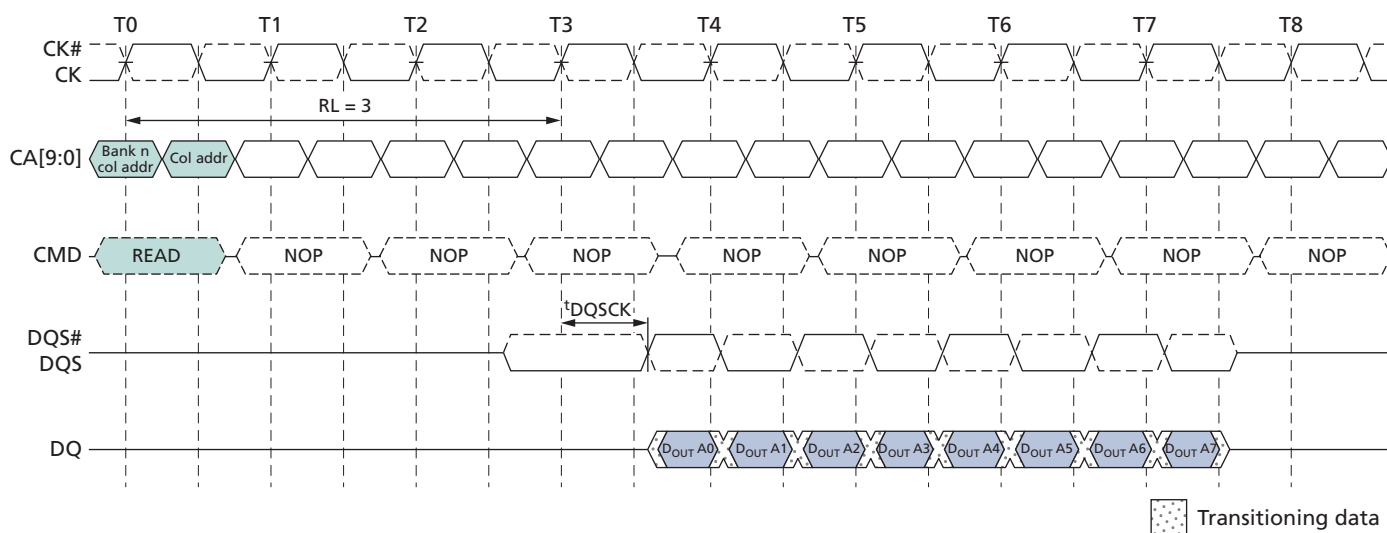 T0 T1 T2 T3 T4 T5 T6 T7 T8
CK#
CK
RL = 3
CA[9:0]
Bank n
col addr
Col addr
CMD
READ NOP NOP NOP NOP NOP NOP NOP NOP
tDQSCK
DQS#
DQS
DQ
DOUT A0 DOUT A1 DOUT A2 DOUT A3 DOUT A4 DOUT A5 DOUT A6 DOUT A7
Transitioning data